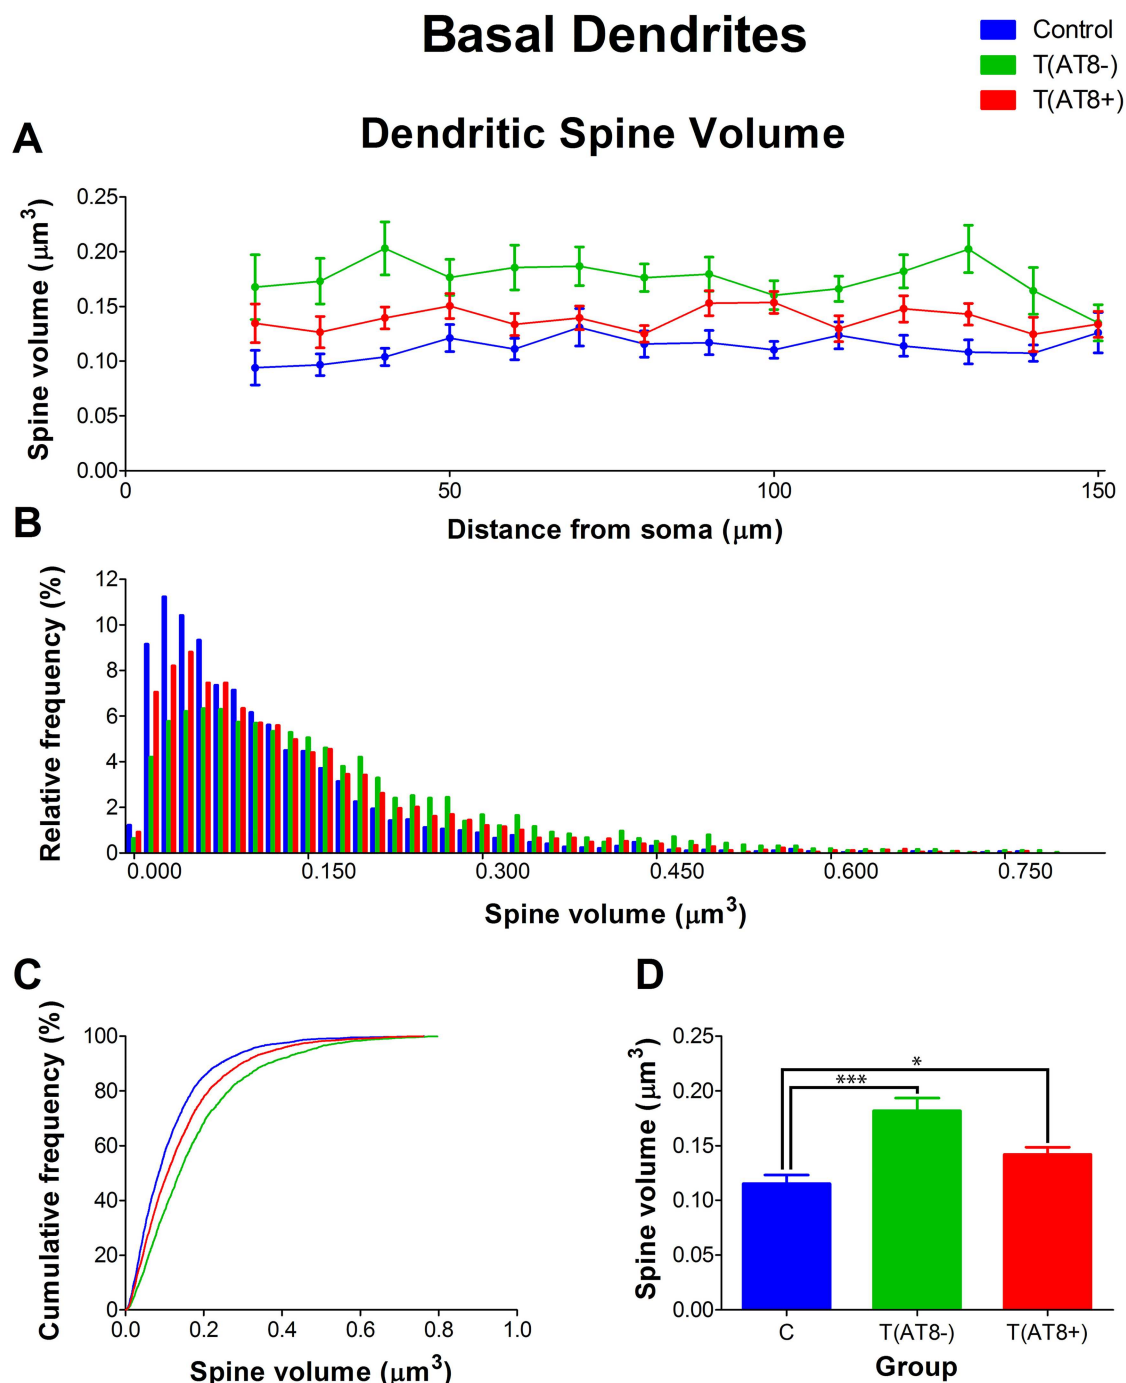 Basal Dendrites
Control
T(AT8-)
T(AT8+)
A
Dendritic Spine Volume
Spine volume (μm³)
0.25
0.20
0.15
0.10
0.05
0.00
0 50 100 150
Distance from soma (μm)
B
Relative frequency (%)
12
10
8
6
4
2
0
0.000 0.150 0.300 0.450 0.600 0.750
Spine volume (μm³)
C
Cumulative frequency (%)
100
80
60
40
20
0
0.0 0.2 0.4 0.6 0.8 1.0
Spine volume (μm³)
D
Spine volume (μm³)
0.25
0.20
0.15
0.10
0.05
0.00
*
***
C T(AT8-) T(AT8+)
Group